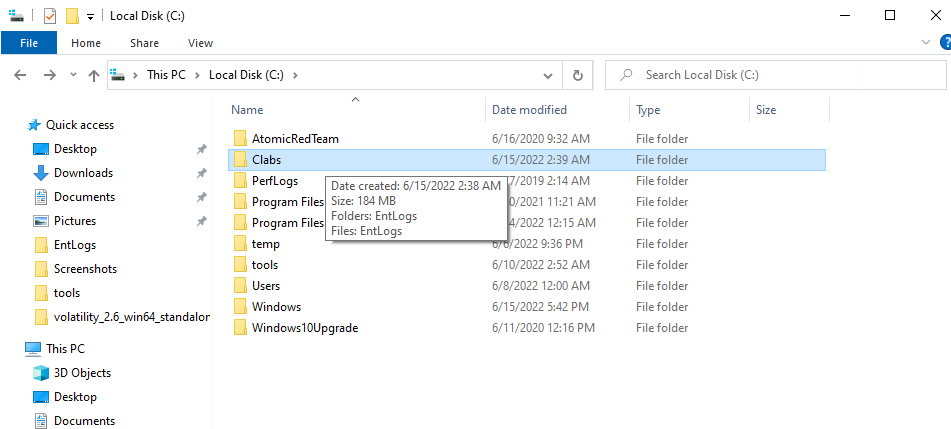 Local Disk (C:)
File Home Share View
This PC Local Disk (C:) Search Local Disk (C:)
Name Date modified Type Size
Quick access
Desktop
Downloads
Documents
Pictures
EntLogs
Screenshots
tools
volatility_2.6_win64_standalon
This PC
3D Objects
Desktop
Documents
AtomicRedTeam 6/16/2020 9:32 AM File folder
Clabs 6/15/2022 2:39 AM File folder
PerfLogs 7/2019 2:14 AM File folder
Program Files 0/2021 11:21 AM File folder
Program Files 4/2022 12:15 AM File folder
temp 6/6/2022 9:36 PM File folder
tools 6/10/2022 2:52 AM File folder
Users 6/8/2022 12:00 AM File folder
Windows 6/15/2022 5:42 PM File folder
Windows10Upgrade 6/11/2020 12:16 PM File folder
Date created: 6/15/2022 2:38 AM
Size: 184 MB
Folders: EntLogs
Files: EntLogs